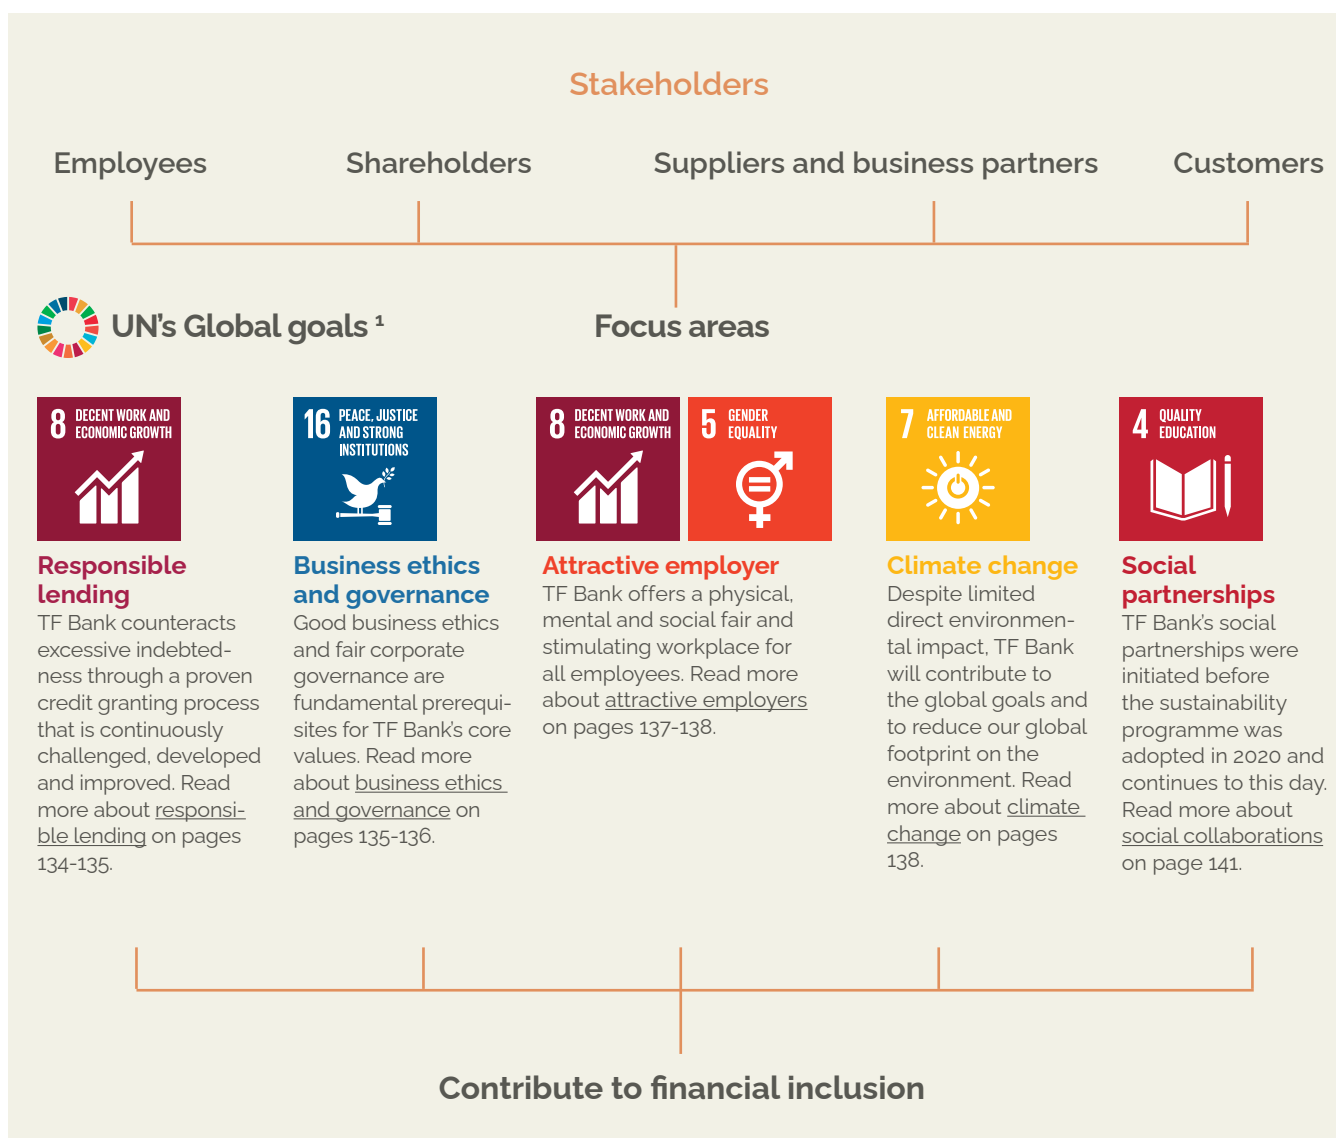 Stakeholders
Employees
Shareholders
Suppliers and business partners
Customers
UN's Global goals ¹
Focus areas
8 DECENT WORK AND
ECONOMIC GROWTH
Responsible
lending
TF Bank counteracts
excessive indebted-
ness through a proven
credit granting process
that is continuously
challenged, developed
and improved. Read
more about responsi-
ble lending on pages
134-135.
16 PEACE, JUSTICE
AND STRONG
INSTITUTIONS
Business ethics
and governance
Good business ethics
and fair corporate
governance are
fundamental prerequi-
sites for TF Bank's core
values. Read more
about business ethics
and governance on
pages 135-136.
8 DECENT WORK AND
ECONOMIC GROWTH
5 GENDER
EQUALITY
Attractive employer
TF Bank offers a physical,
mental and social fair and
stimulating workplace for
all employees. Read more
about attractive employers
on pages 137-138.
7 AFFORDABLE AND
CLEAN ENERGY
Climate change
Despite limited
direct environmen-
tal impact, TF Bank
will contribute to
the global goals and
to reduce our global
footprint on the
environment. Read
more about climate
change on pages
138.
4 QUALITY
EDUCATION
Social
partnerships
TF Bank's social
partnerships were
initiated before
the sustainability
programme was
adopted in 2020 and
continues to this day.
Read more about
social collaborations
on page 141.
Contribute to financial inclusion